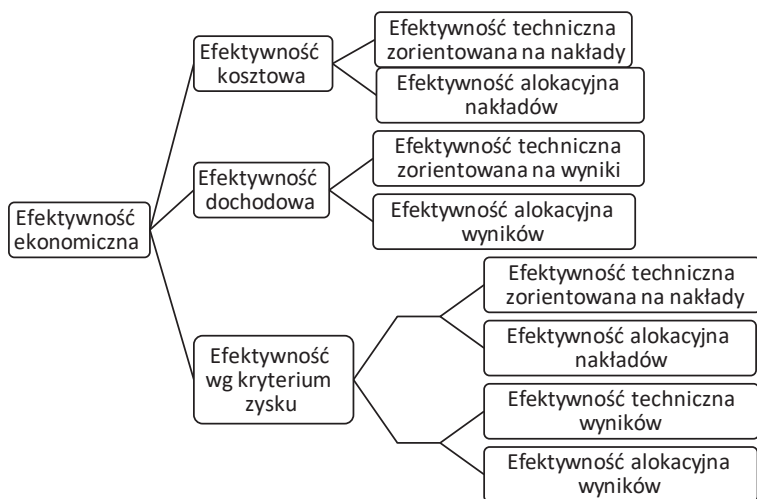 Efektywność
ekonomiczna
Efektywność
kosztowa
Efektywność techniczna
zorientowana na nakłady
Efektywność alokacyjna
nakładów
Efektywność
dochodowa
Efektywność techniczna
zorientowana na wyniki
Efektywność alokacyjna
wyników
Efektywność
wg kryterium
zysku
Efektywność techniczna
zorientowana na nakłady
Efektywność alokacyjna
nakładów
Efektywność techniczna
wyników
Efektywność alokacyjna
wyników